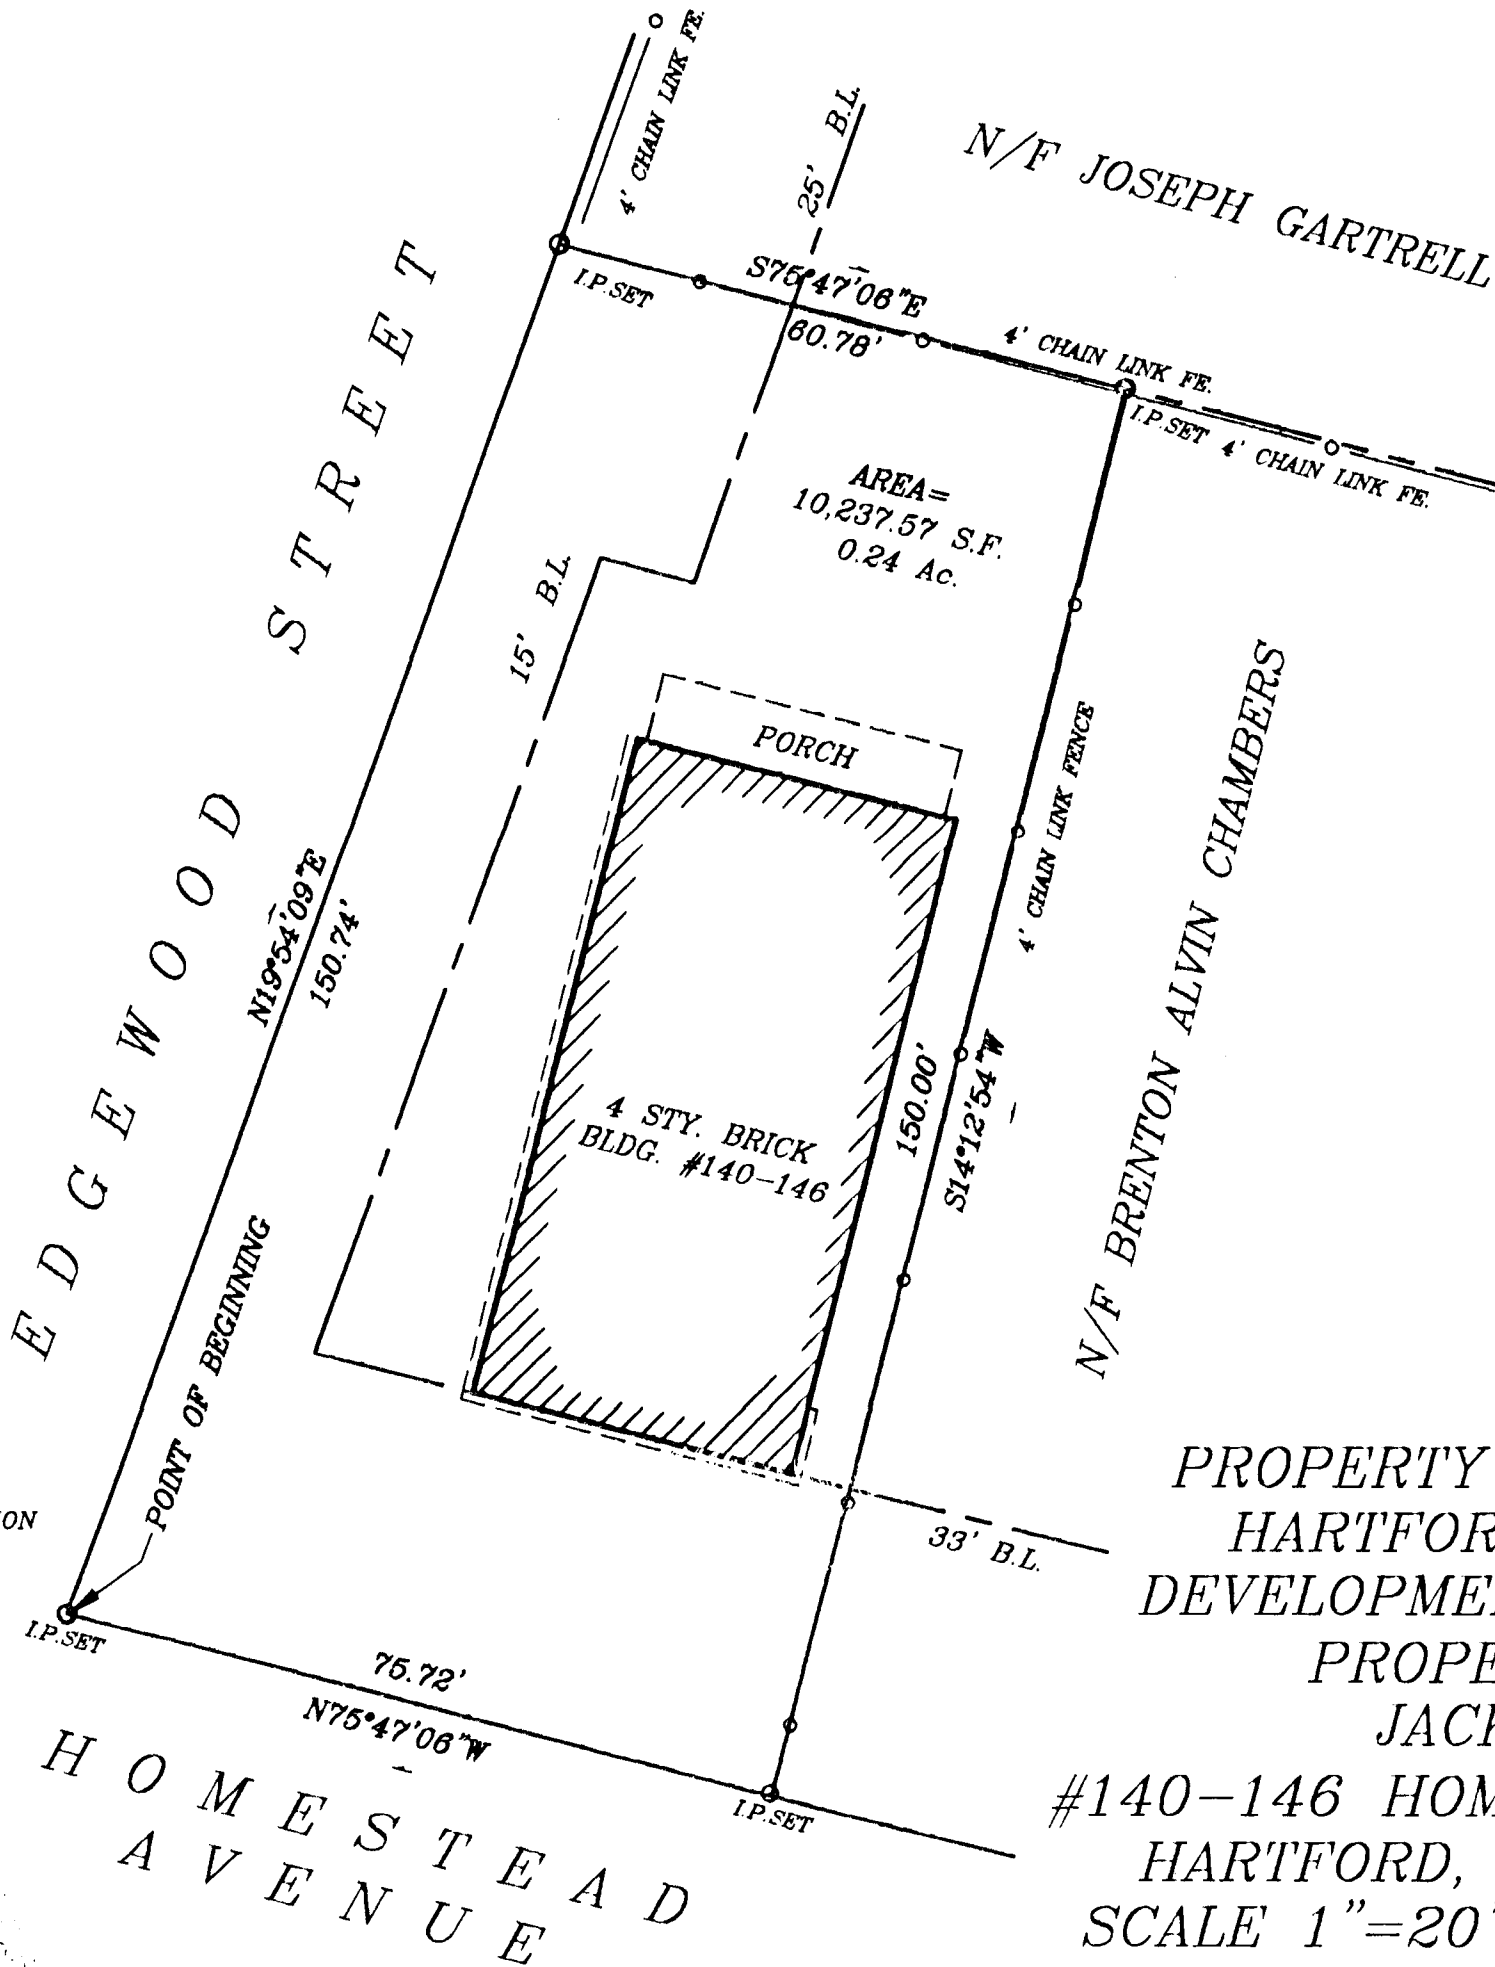 4' CHAIN LINK FE.
25' B.L.
N/F JOSEPH GARTRELL
I.P. SET
S75°47'06"E
60.78'
4' CHAIN LINK FE.
I.P. SET
4' CHAIN LINK FE.
AREA=
10,237.57 S.F.
0.24 Ac.
15' B.L.
EDGEWOOD STREET
N19°54'09"E
150.74'
PORCH
4' CHAIN LINK FENCE
N/F BRENTON ALVIN CHAMBERS
4 STY. BRICK
BLDG. #140-146
150.00'
S14°12'54"W
POINT OF BEGINNING
ON
33' B.L.
I.P. SET
75.72'
N75°47'06"W
I.P. SET
HOMESTEAD
AVENUE
PROPERTY
HARTFOR
DEVELOPME
PROPE
JACK
#140-146 HOM
HARTFORD,
SCALE 1"=20'